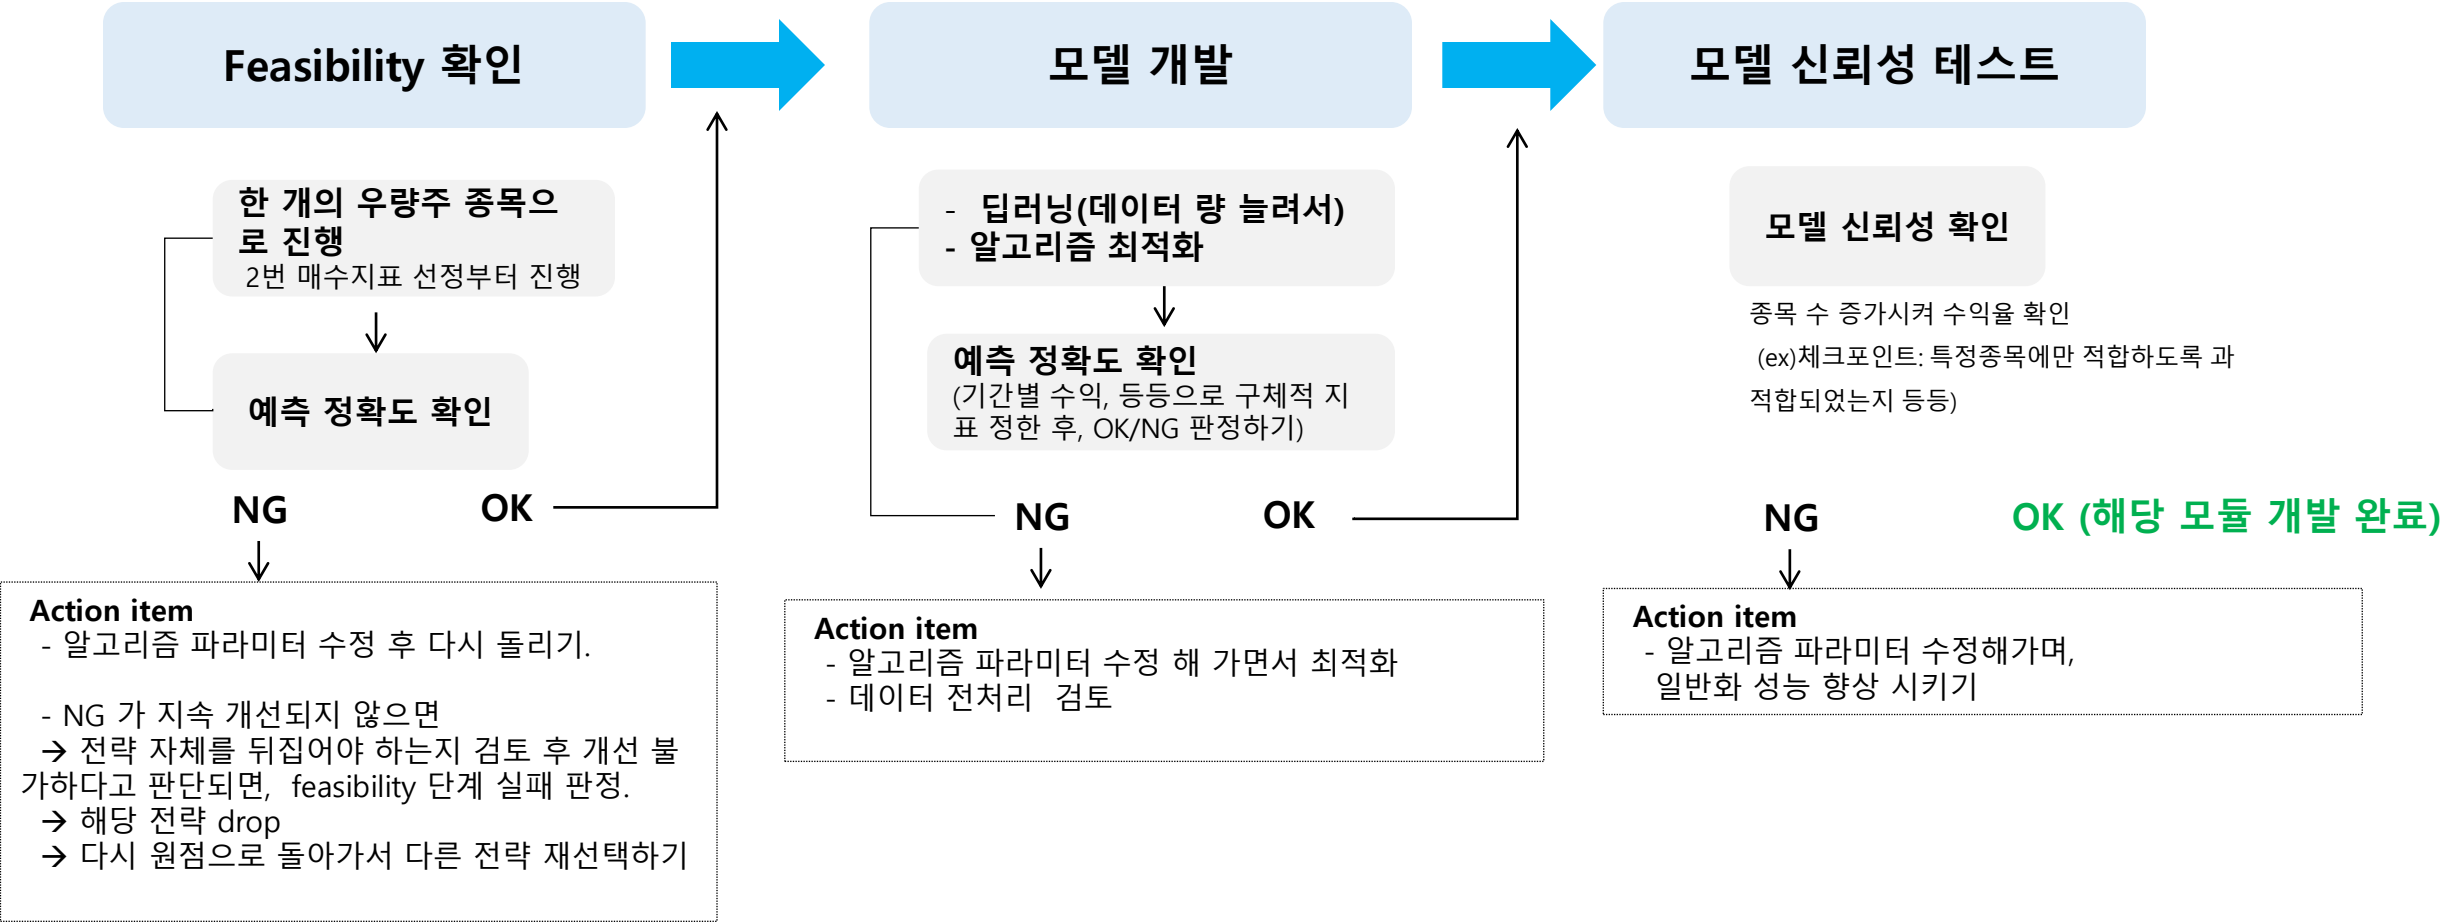 Feasibility 확인
모델 개발
모델 신뢰성 테스트
한 개의 우량주 종목으
로 진행
2번 매수지표 선정부터 진행
예측 정확도 확인
NG
OK
Action item
- 알고리즘 파라미터 수정 후 다시 돌리기.
- NG 가 지속 개선되지 않으면
→ 전략 자체를 뒤집어야 하는지 검토 후 개선 불
가하다고 판단되면, feasibility 단계 실패 판정.
→ 해당 전략 drop
→ 다시 원점으로 돌아가서 다른 전략 재선택하기
- 딥러닝(데이터 량 늘려서)
- 알고리즘 최적화
예측 정확도 확인
(기간별 수익, 등등으로 구체적 지
표 정한 후, OK/NG 판정하기)
NG
OK
Action item
- 알고리즘 파라미터 수정 해 가면서 최적화
- 데이터 전처리 검토
모델 신뢰성 확인
종목 수 증가시켜 수익율 확인
(ex)체크포인트: 특정종목에만 적합하도록 과
적합되었는지 등등)
NG
OK (해당 모듈 개발 완료)
Action item
- 알고리즘 파라미터 수정해가며,
일반화 성능 향상 시키기